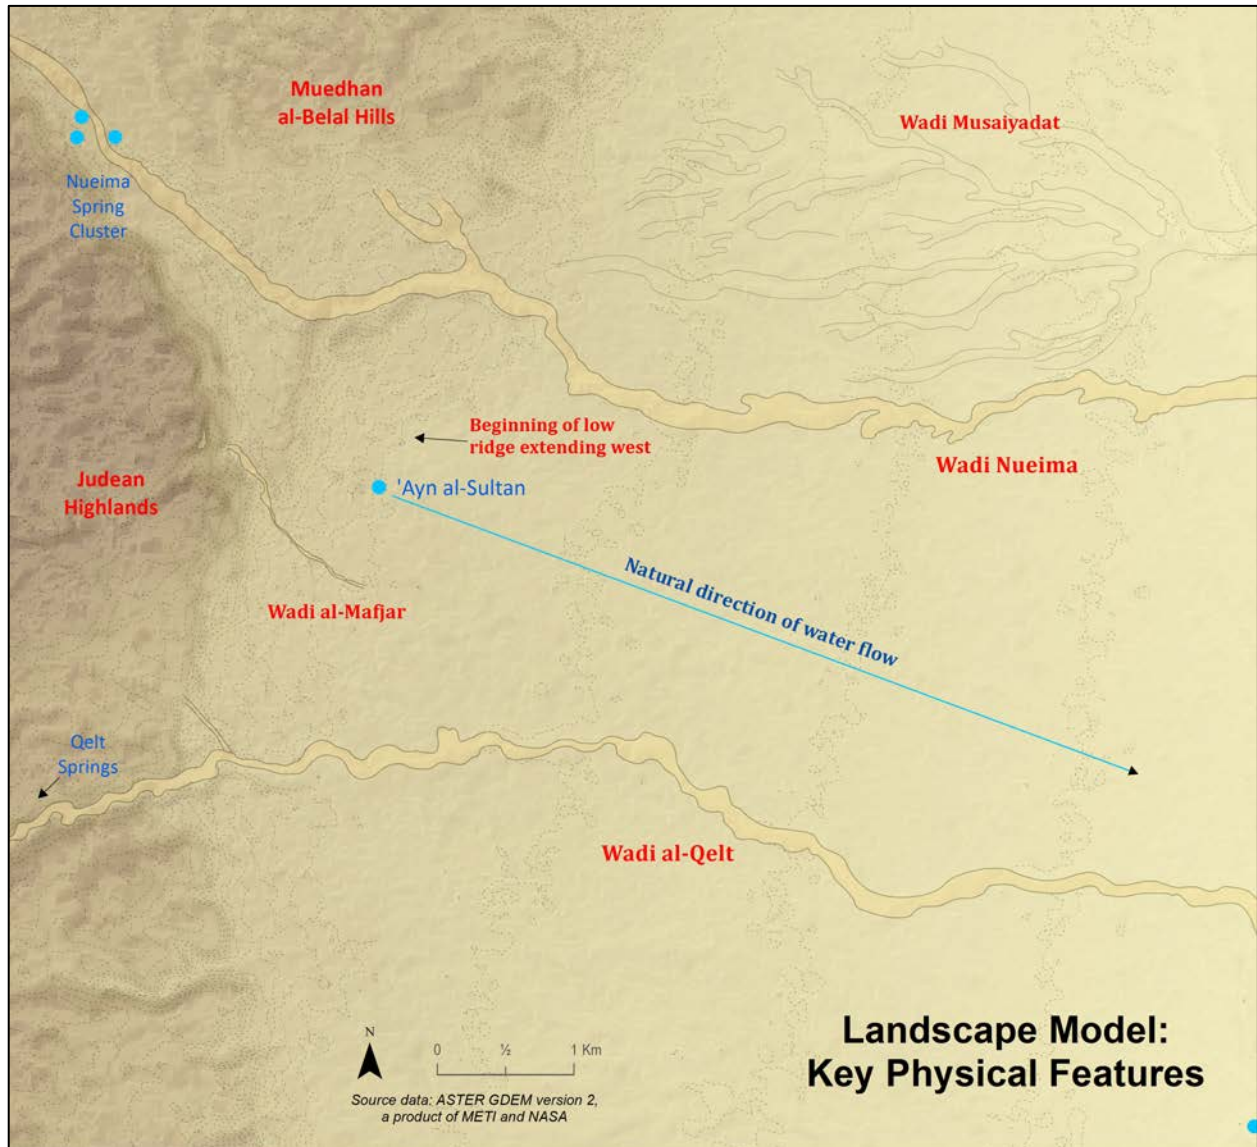 Muedhan
al-Belal Hills
Wadi Musaiyadat
Nueima
Spring
Cluster
Beginning of low
ridge extending west
Wadi Nueima
Judean
Highlands
'Ayn al-Sultan
Natural direction of water flow
Wadi al-Mafjar
Qelt
Springs
Wadi al-Qelt
N
0 ½ 1 Km
Source data: ASTER GDEM version 2,
a product of METI and NASA
Landscape Model:
Key Physical Features